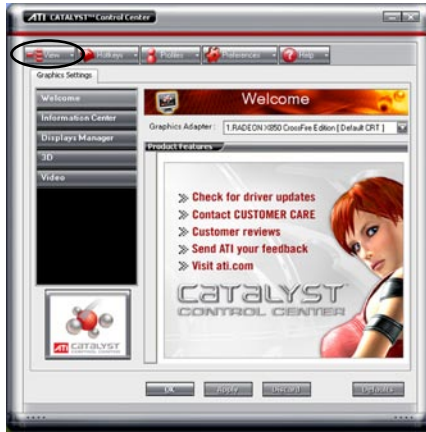 ATI CATALYST™ Control Center
View Hotkeys Profiles Preferences Help
Graphics Settings
Welcome
Information Center
Displays Manager
3D
Video
Welcome
Graphics Adapter: 1.RADEON X850 CrossFire Edition [ Default CRT ]
Product Features
Check for driver updates
Contact CUSTOMER CARE
Customer reviews
Send ATI your feedback
Visit ati.com
CATALYST
CONTROL CENTER
ATI CATALYST
CONTROL CENTER
OK Apply Discard Defaults